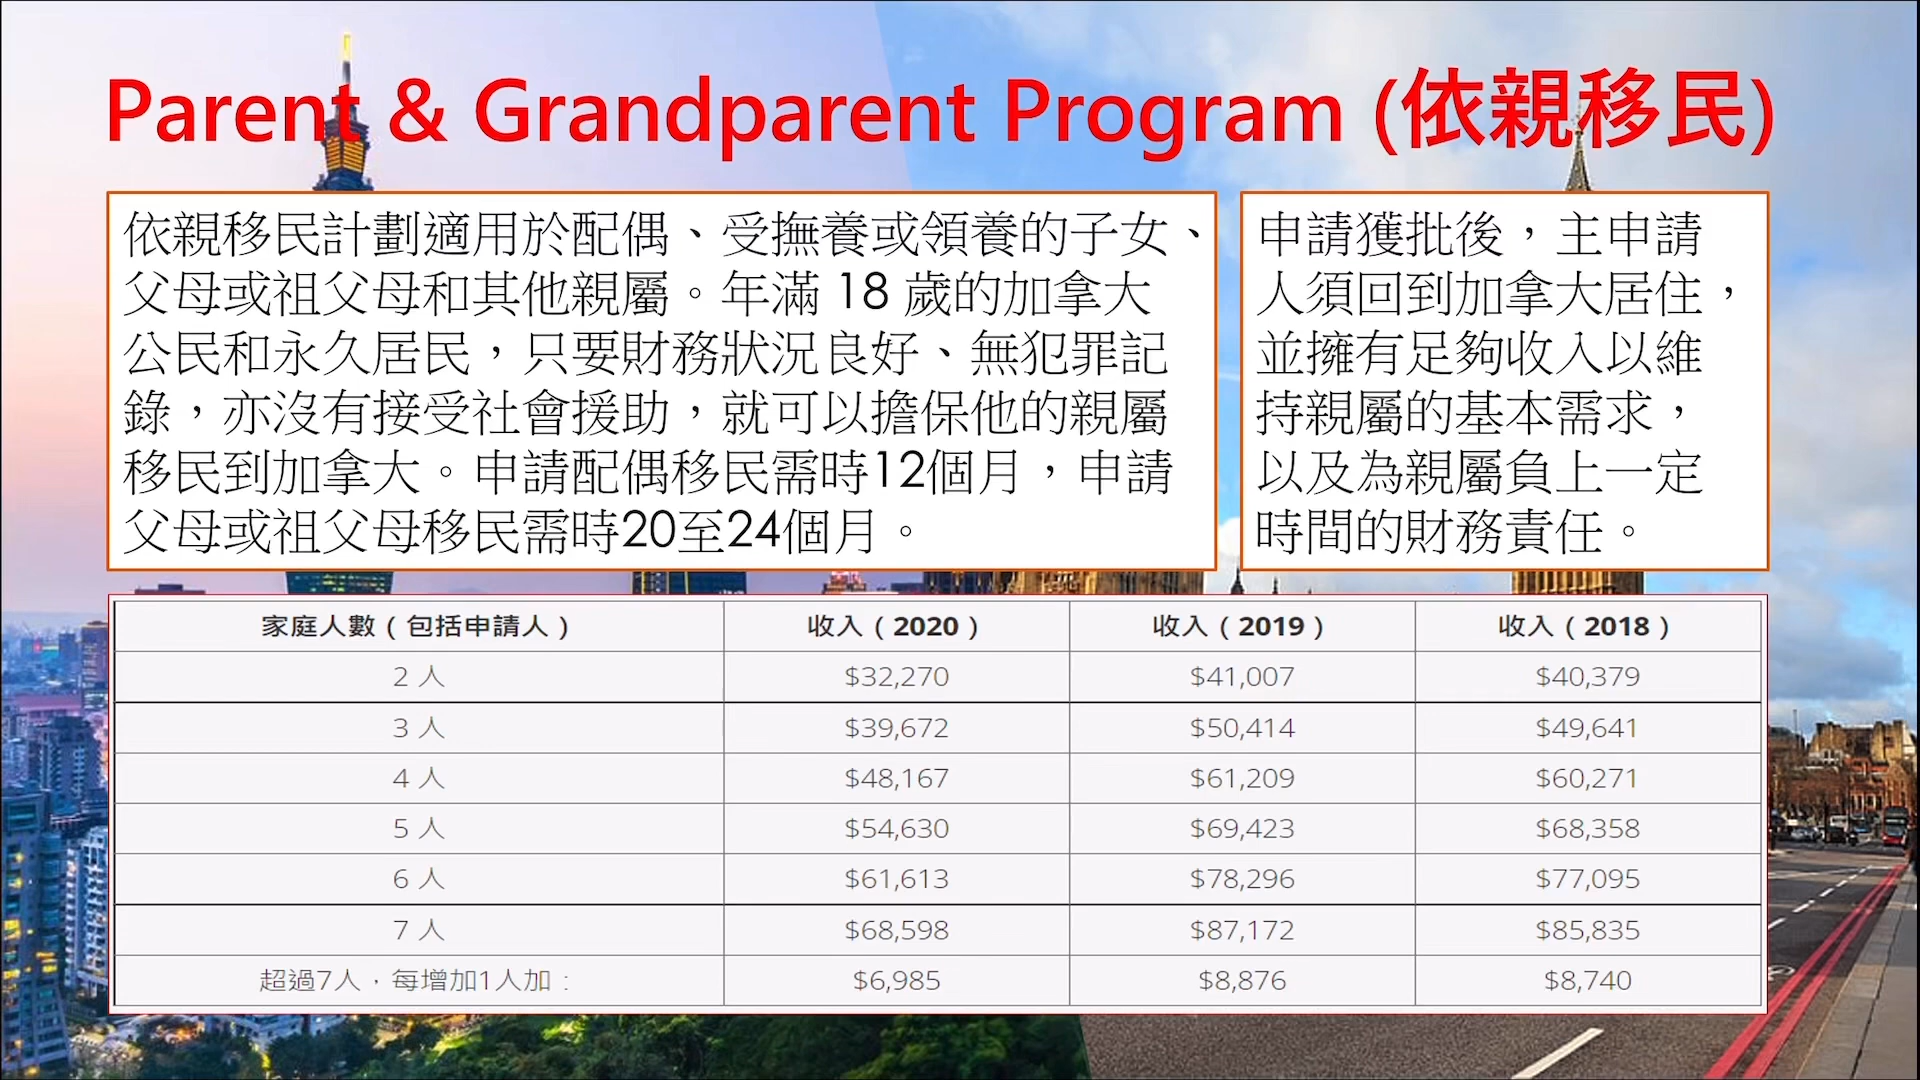 Parent & Grandparent Program (依親移民)
依親移民計劃適用於配偶、受撫養或領養的子女、
父母或祖父母和其他親屬。年滿 18 歲的加拿大
公民和永久居民，只要財務狀況良好、無犯罪記
錄，亦沒有接受社會援助，就可以擔保他的親屬
移民到加拿大。申請配偶移民需時12個月，申請
父母或祖父母移民需時20至24個月。
申請獲批後，主申請
人須回到加拿大居住，
並擁有足夠收入以維
持親屬的基本需求，
以及為親屬負上一定
時間的財務責任。
家庭人數（包括申請人） 收入（2020） 收入（2019） 收入（2018）
2 人 $32,270 $41,007 $40,379
3 人 $39,672 $50,414 $49,641
4 人 $48,167 $61,209 $60,271
5 人 $54,630 $69,423 $68,358
6 人 $61,613 $78,296 $77,095
7 人 $68,598 $87,172 $85,835
超過7人，每增加1人加： $6,985 $8,876 $8,740